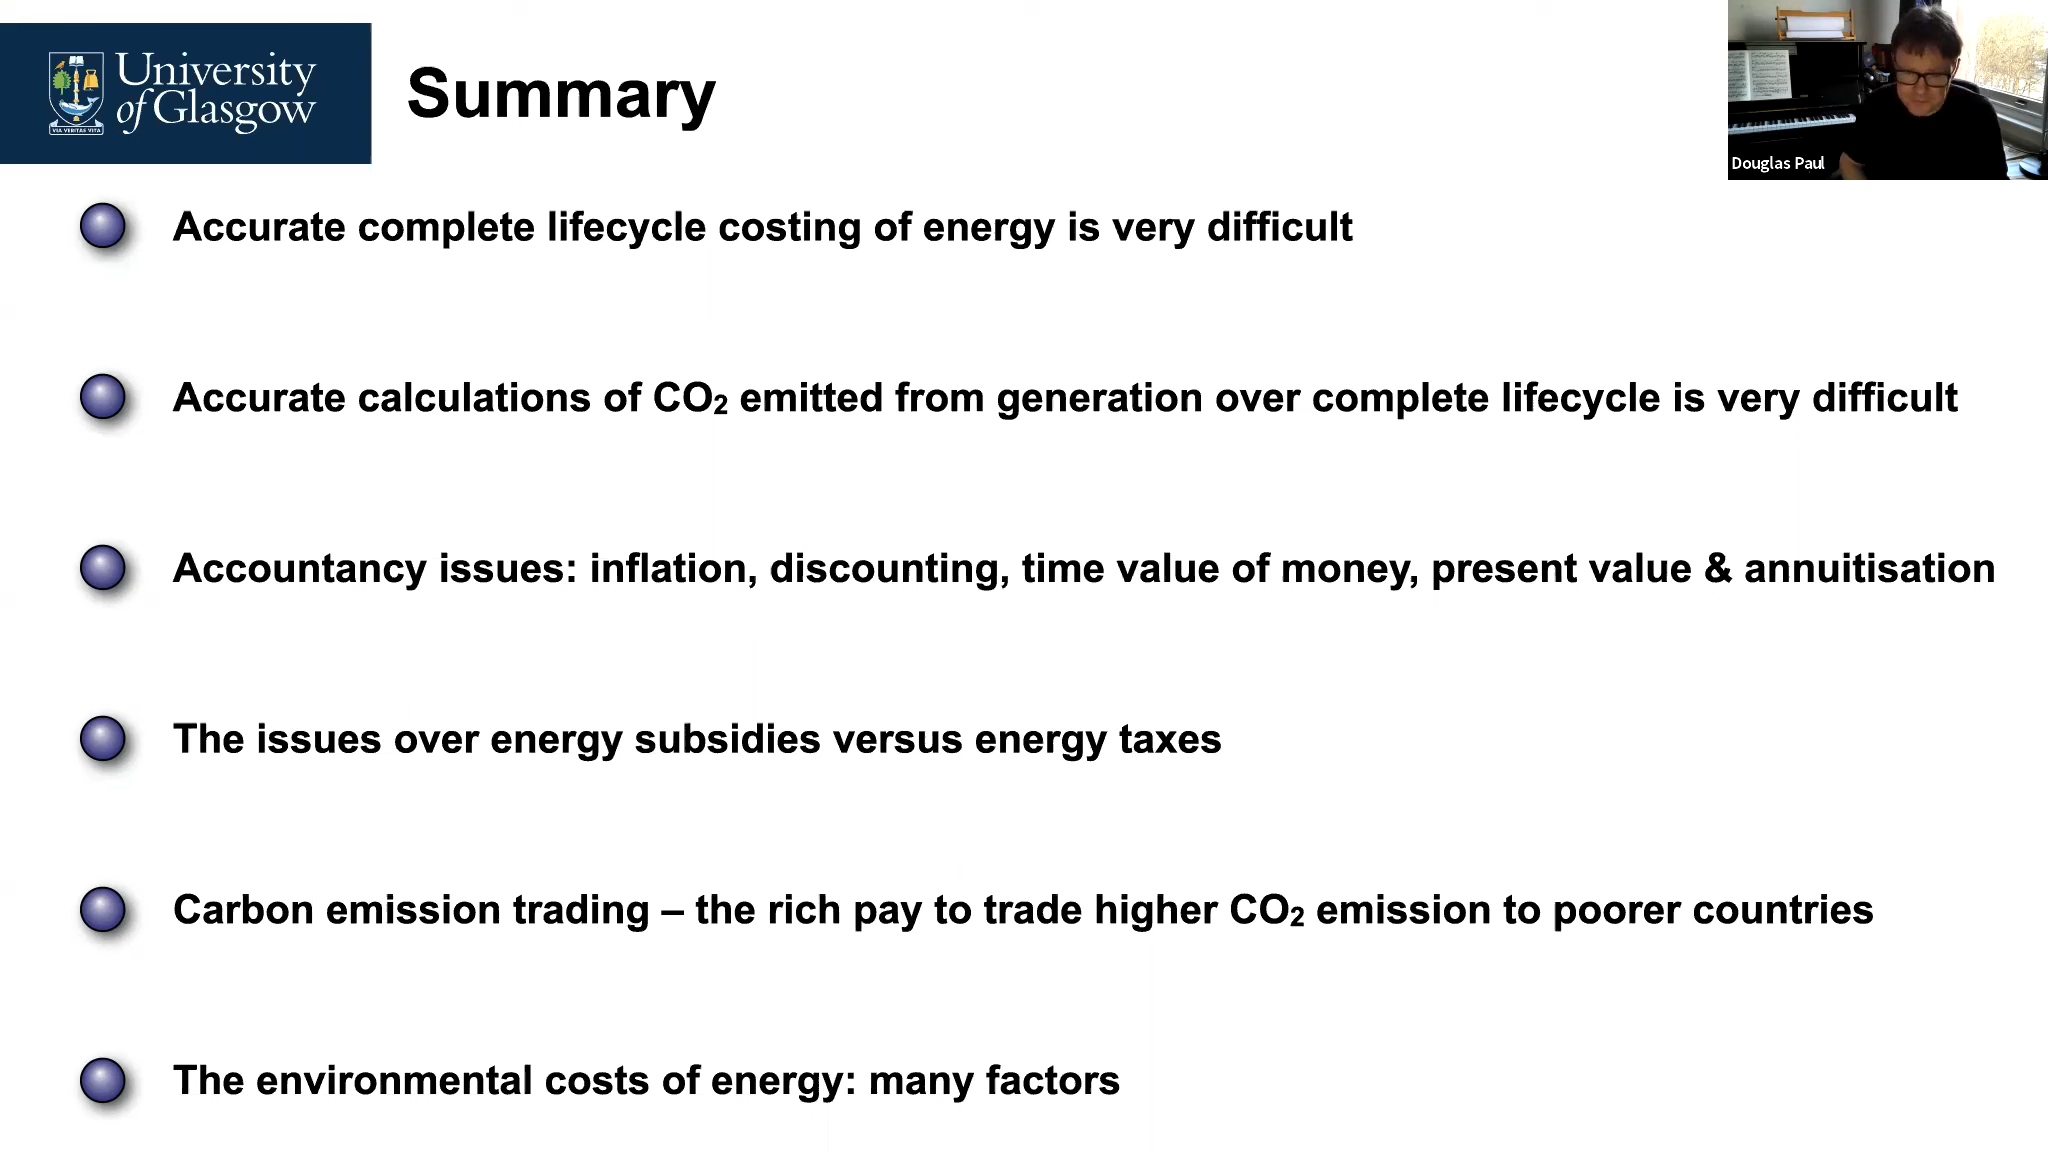 University
of Glasgow
VIA VERITAS VITA
Summary
Douglas Paul
Accurate complete lifecycle costing of energy is very difficult
Accurate calculations of CO₂ emitted from generation over complete lifecycle is very difficult
Accountancy issues: inflation, discounting, time value of money, present value & annuitisation
The issues over energy subsidies versus energy taxes
Carbon emission trading – the rich pay to trade higher CO₂ emission to poorer countries
The environmental costs of energy: many factors